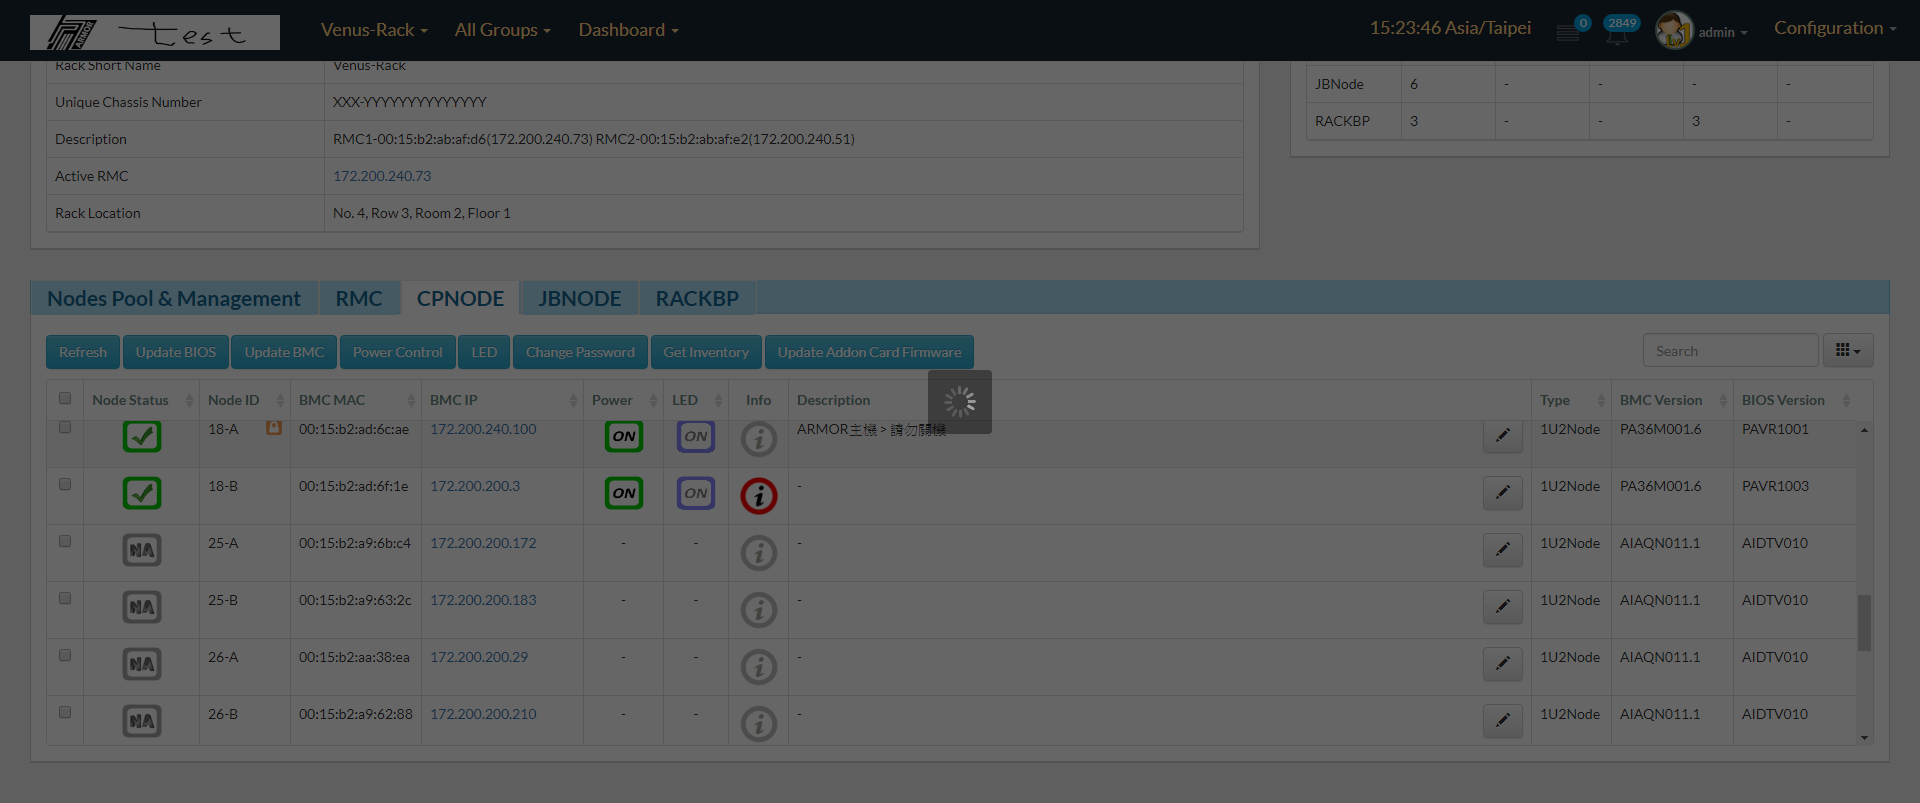 ARMOR test
Venus-Rack All Groups Dashboard 15:23:46 Asia/Taipei 0 2849 admin Configuration
Rack Short Name Venus-Rack
Unique Chassis Number XXX-YYYYYYYYYYYYYY
Description RMC1-00:15:b2:ab:af:d6(172.200.240.73) RMC2-00:15:b2:ab:af:e2(172.200.240.51)
Active RMC 172.200.240.73
Rack Location No. 4, Row 3, Room 2, Floor 1
JBNode 6 - - - -
RACKBP 3 - - 3 -
Nodes Pool & Management RMC CPNODE JBNODE RACKBP
Refresh Update BIOS Update BMC Power Control LED Change Password Get Inventory Update Addon Card Firmware Search
Node Status Node ID BMC MAC BMC IP Power LED Info Description Type BMC Version BIOS Version
18-A 00:15:b2:ad:6c:ae 172.200.240.100 ON ON i ARMOR主機 > 請勿關機 1U2Node PA36M001.6 PAVR1001
18-B 00:15:b2:ad:6f:1e 172.200.200.3 ON ON i - 1U2Node PA36M001.6 PAVR1003
NA 25-A 00:15:b2:a9:6b:c4 172.200.200.172 - - i - 1U2Node AIAQN011.1 AIDTV010
NA 25-B 00:15:b2:a9:63:2c 172.200.200.183 - - i - 1U2Node AIAQN011.1 AIDTV010
NA 26-A 00:15:b2:aa:38:ea 172.200.200.29 - - i - 1U2Node AIAQN011.1 AIDTV010
NA 26-B 00:15:b2:a9:62:88 172.200.200.210 - - i - 1U2Node AIAQN011.1 AIDTV010